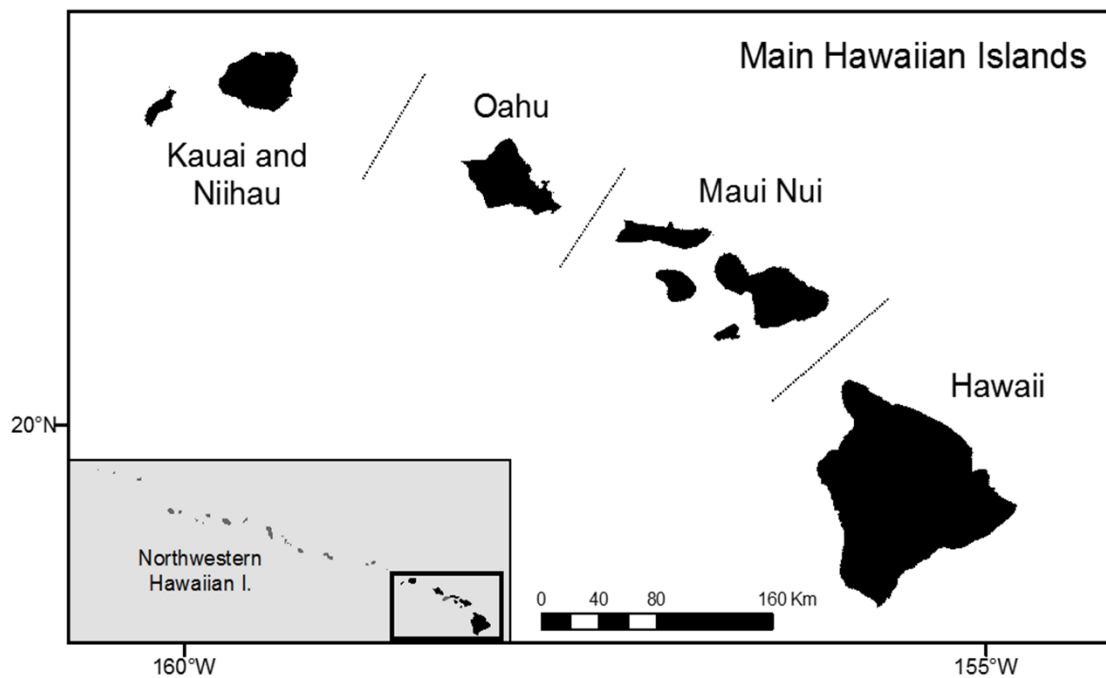 Main Hawaiian Islands
Oahu
Kauai and
Niihau
Maui Nui
Hawaii
20°N
Northwestern
Hawaiian I.
0 40 80 160 Km
160°W 155°W